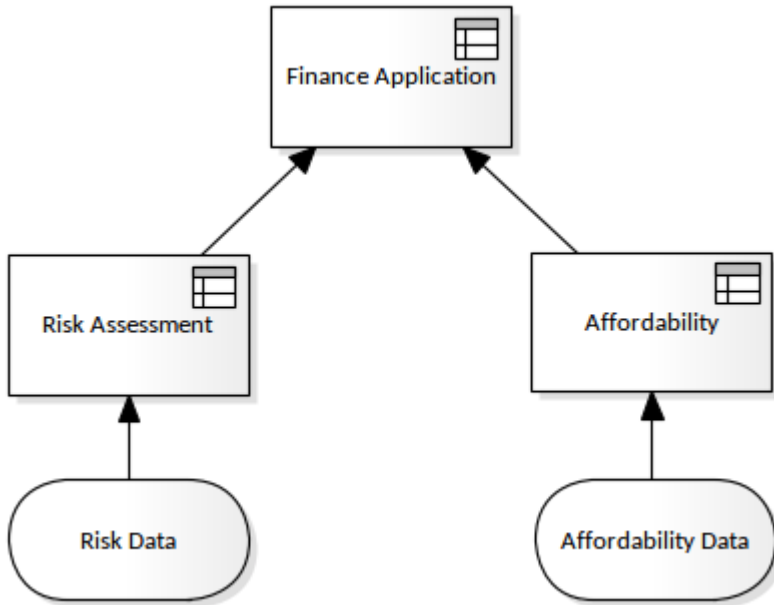 Finance Application
Risk Assessment
Affordability
Risk Data
Affordability Data